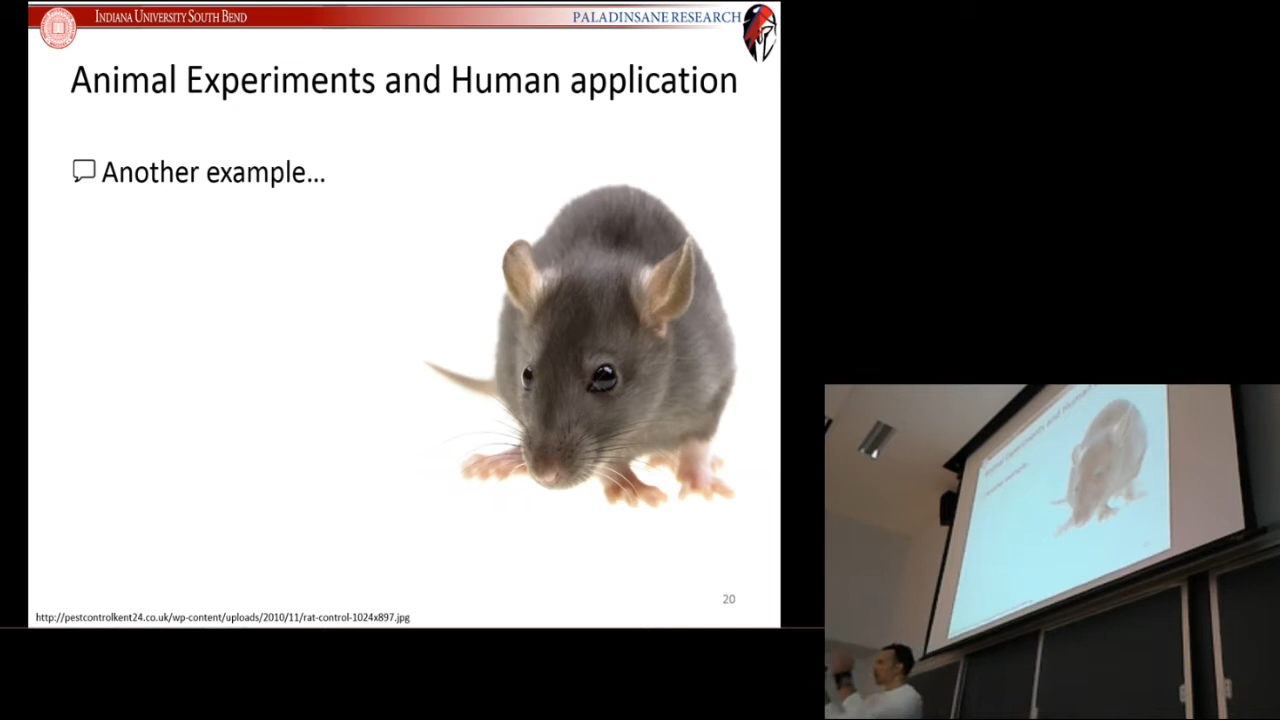 INDIANA UNIVERSITY SOUTH BEND
PALADINSANE RESEARCH
Animal Experiments and Human application
Another example...
20
http://pestcontrolkent24.co.uk/wp-content/uploads/2010/11/rat-control-1024x897.jpg